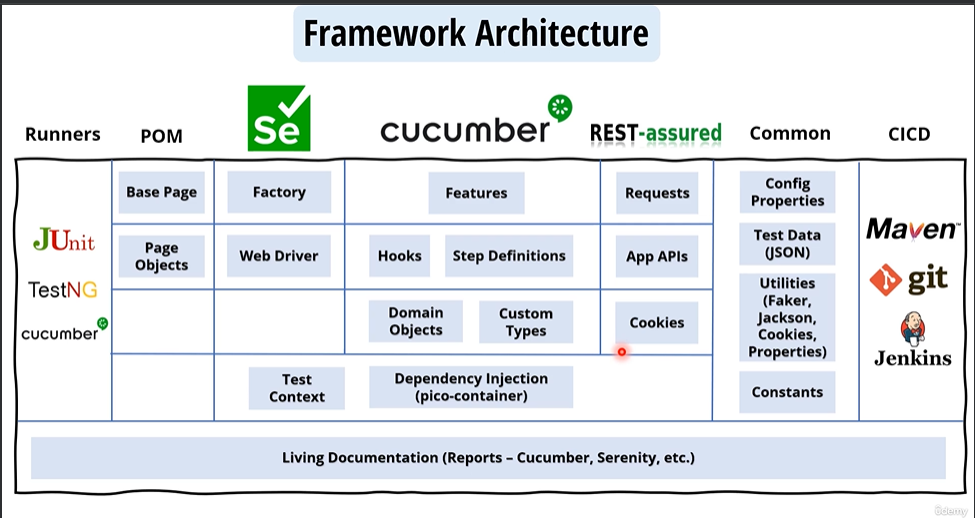 Framework Architecture
Runners
POM
Se
cucumber
REST-assured
Common
CICD
Base Page
Factory
Features
Requests
Config
Properties
JUnit
TestNG
cucumber
Page
Objects
Web Driver
Hooks
Step Definitions
App APIs
Test Data
(JSON)
Maven™
git
Jenkins
Domain
Objects
Custom
Types
Cookies
Utilities
(Faker,
Jackson,
Cookies,
Properties)
Test
Context
Dependency Injection
(pico-container)
Constants
Living Documentation (Reports – Cucumber, Serenity, etc.)
ûdemy